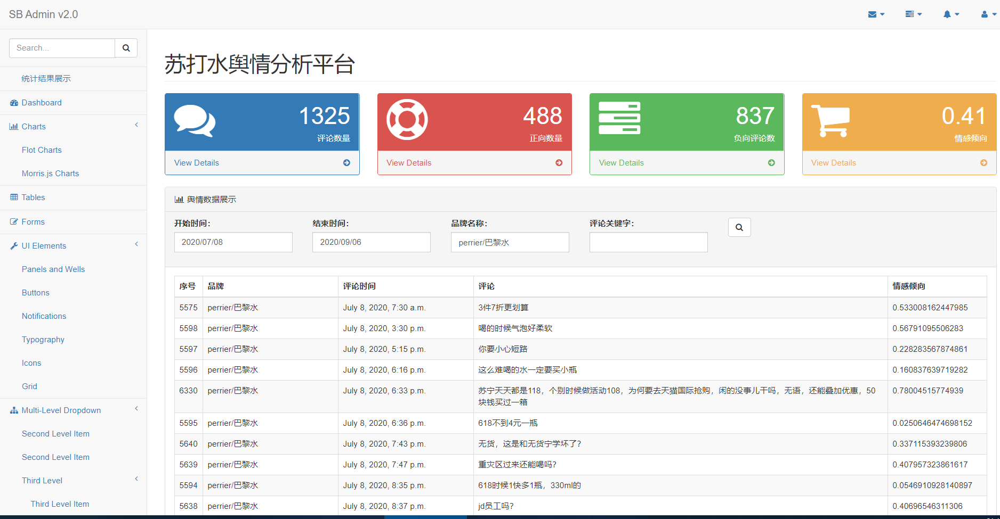 SB Admin v2.0
Search...
统计结果展示
Dashboard
Charts
Flot Charts
Morris.js Charts
Tables
Forms
UI Elements
Panels and Wells
Buttons
Notifications
Typography
Icons
Grid
Multi-Level Dropdown
Second Level Item
Second Level Item
Third Level
Third Level Item
苏打水舆情分析平台
1325
评论数量
View Details
488
正向数量
View Details
837
负向评论数
View Details
0.41
情感倾向
View Details
舆情数据展示
开始时间: 结束时间: 品牌名称: 评论关键字:
2020/07/08 2020/09/06 perrier/巴黎水
序号 品牌 评论时间 评论 情感倾向
5575 perrier/巴黎水 July 8, 2020, 7:30 a.m. 3件7折更划算 0.533008162447985
5598 perrier/巴黎水 July 8, 2020, 3:30 p.m. 喝的时候气泡好柔软 0.56791095506283
5597 perrier/巴黎水 July 8, 2020, 5:15 p.m. 你要小心短路 0.228283567874861
5596 perrier/巴黎水 July 8, 2020, 6:16 p.m. 这么难喝的水一定要买小瓶 0.160837639719282
6330 perrier/巴黎水 July 8, 2020, 6:33 p.m. 苏宁天天都是118，个别时候做活动108，为何要去天猫国际抢购，闲的没事儿干吗，无语，还能叠加优惠，50 0.78004515774939
块钱买过一箱
5595 perrier/巴黎水 July 8, 2020, 6:36 p.m. 618不到4元一瓶 0.0250646474698152
5640 perrier/巴黎水 July 8, 2020, 7:43 p.m. 无货，这是和无货宁学坏了? 0.337115393239806
5639 perrier/巴黎水 July 8, 2020, 7:47 p.m. 重灾区过来还能喝吗? 0.407957323861617
5594 perrier/巴黎水 July 8, 2020, 8:35 p.m. 618时候1快多1瓶，330ml的 0.0546910928140897
5638 perrier/巴黎水 July 8, 2020, 8:37 p.m. jd员工吗? 0.40696546311306